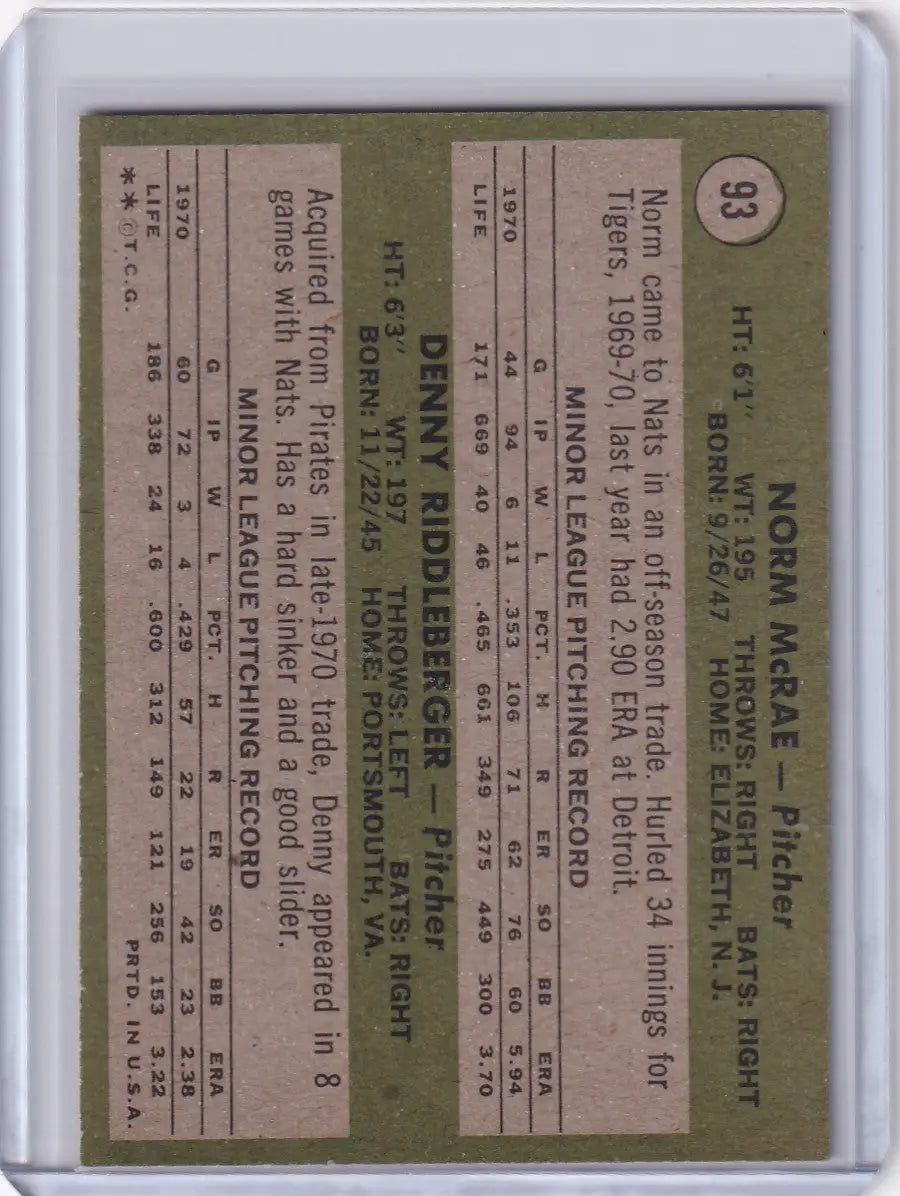 93
NORM McRAE — Pitcher
HT: 6'1" WT: 195 THROWS: RIGHT BATS: RIGHT
BORN: 9/26/47 HOME: ELIZABETH, N. J.
Norm came to Nats in an off-season trade. Hurled 34 innings for
Tigers, 1969-70, last year had 2.90 ERA at Detroit.
MINOR LEAGUE PITCHING RECORD
G IP W L PCT. H R ER SO BB ERA
1970 44 94 6 11 .353 106 71 62 76 60 5.94
LIFE 171 669 40 46 .465 661 349 275 449 300 3.70
DENNY RIDDLEBERGER — Pitcher
HT: 6'3" WT: 197 THROWS: LEFT BATS: RIGHT
BORN: 11/22/45 HOME: PORTSMOUTH, VA.
Acquired from Pirates in late-1970 trade, Denny appeared in 8
games with Nats. Has a hard sinker and a good slider.
MINOR LEAGUE PITCHING RECORD
G IP W L PCT. H R ER SO BB ERA
1970 60 72 3 4 .429 57 22 19 42 23 2.38
LIFE 186 338 24 16 .600 312 149 121 256 153 3.22
**©T.C.G. PRTD. IN U.S.A.